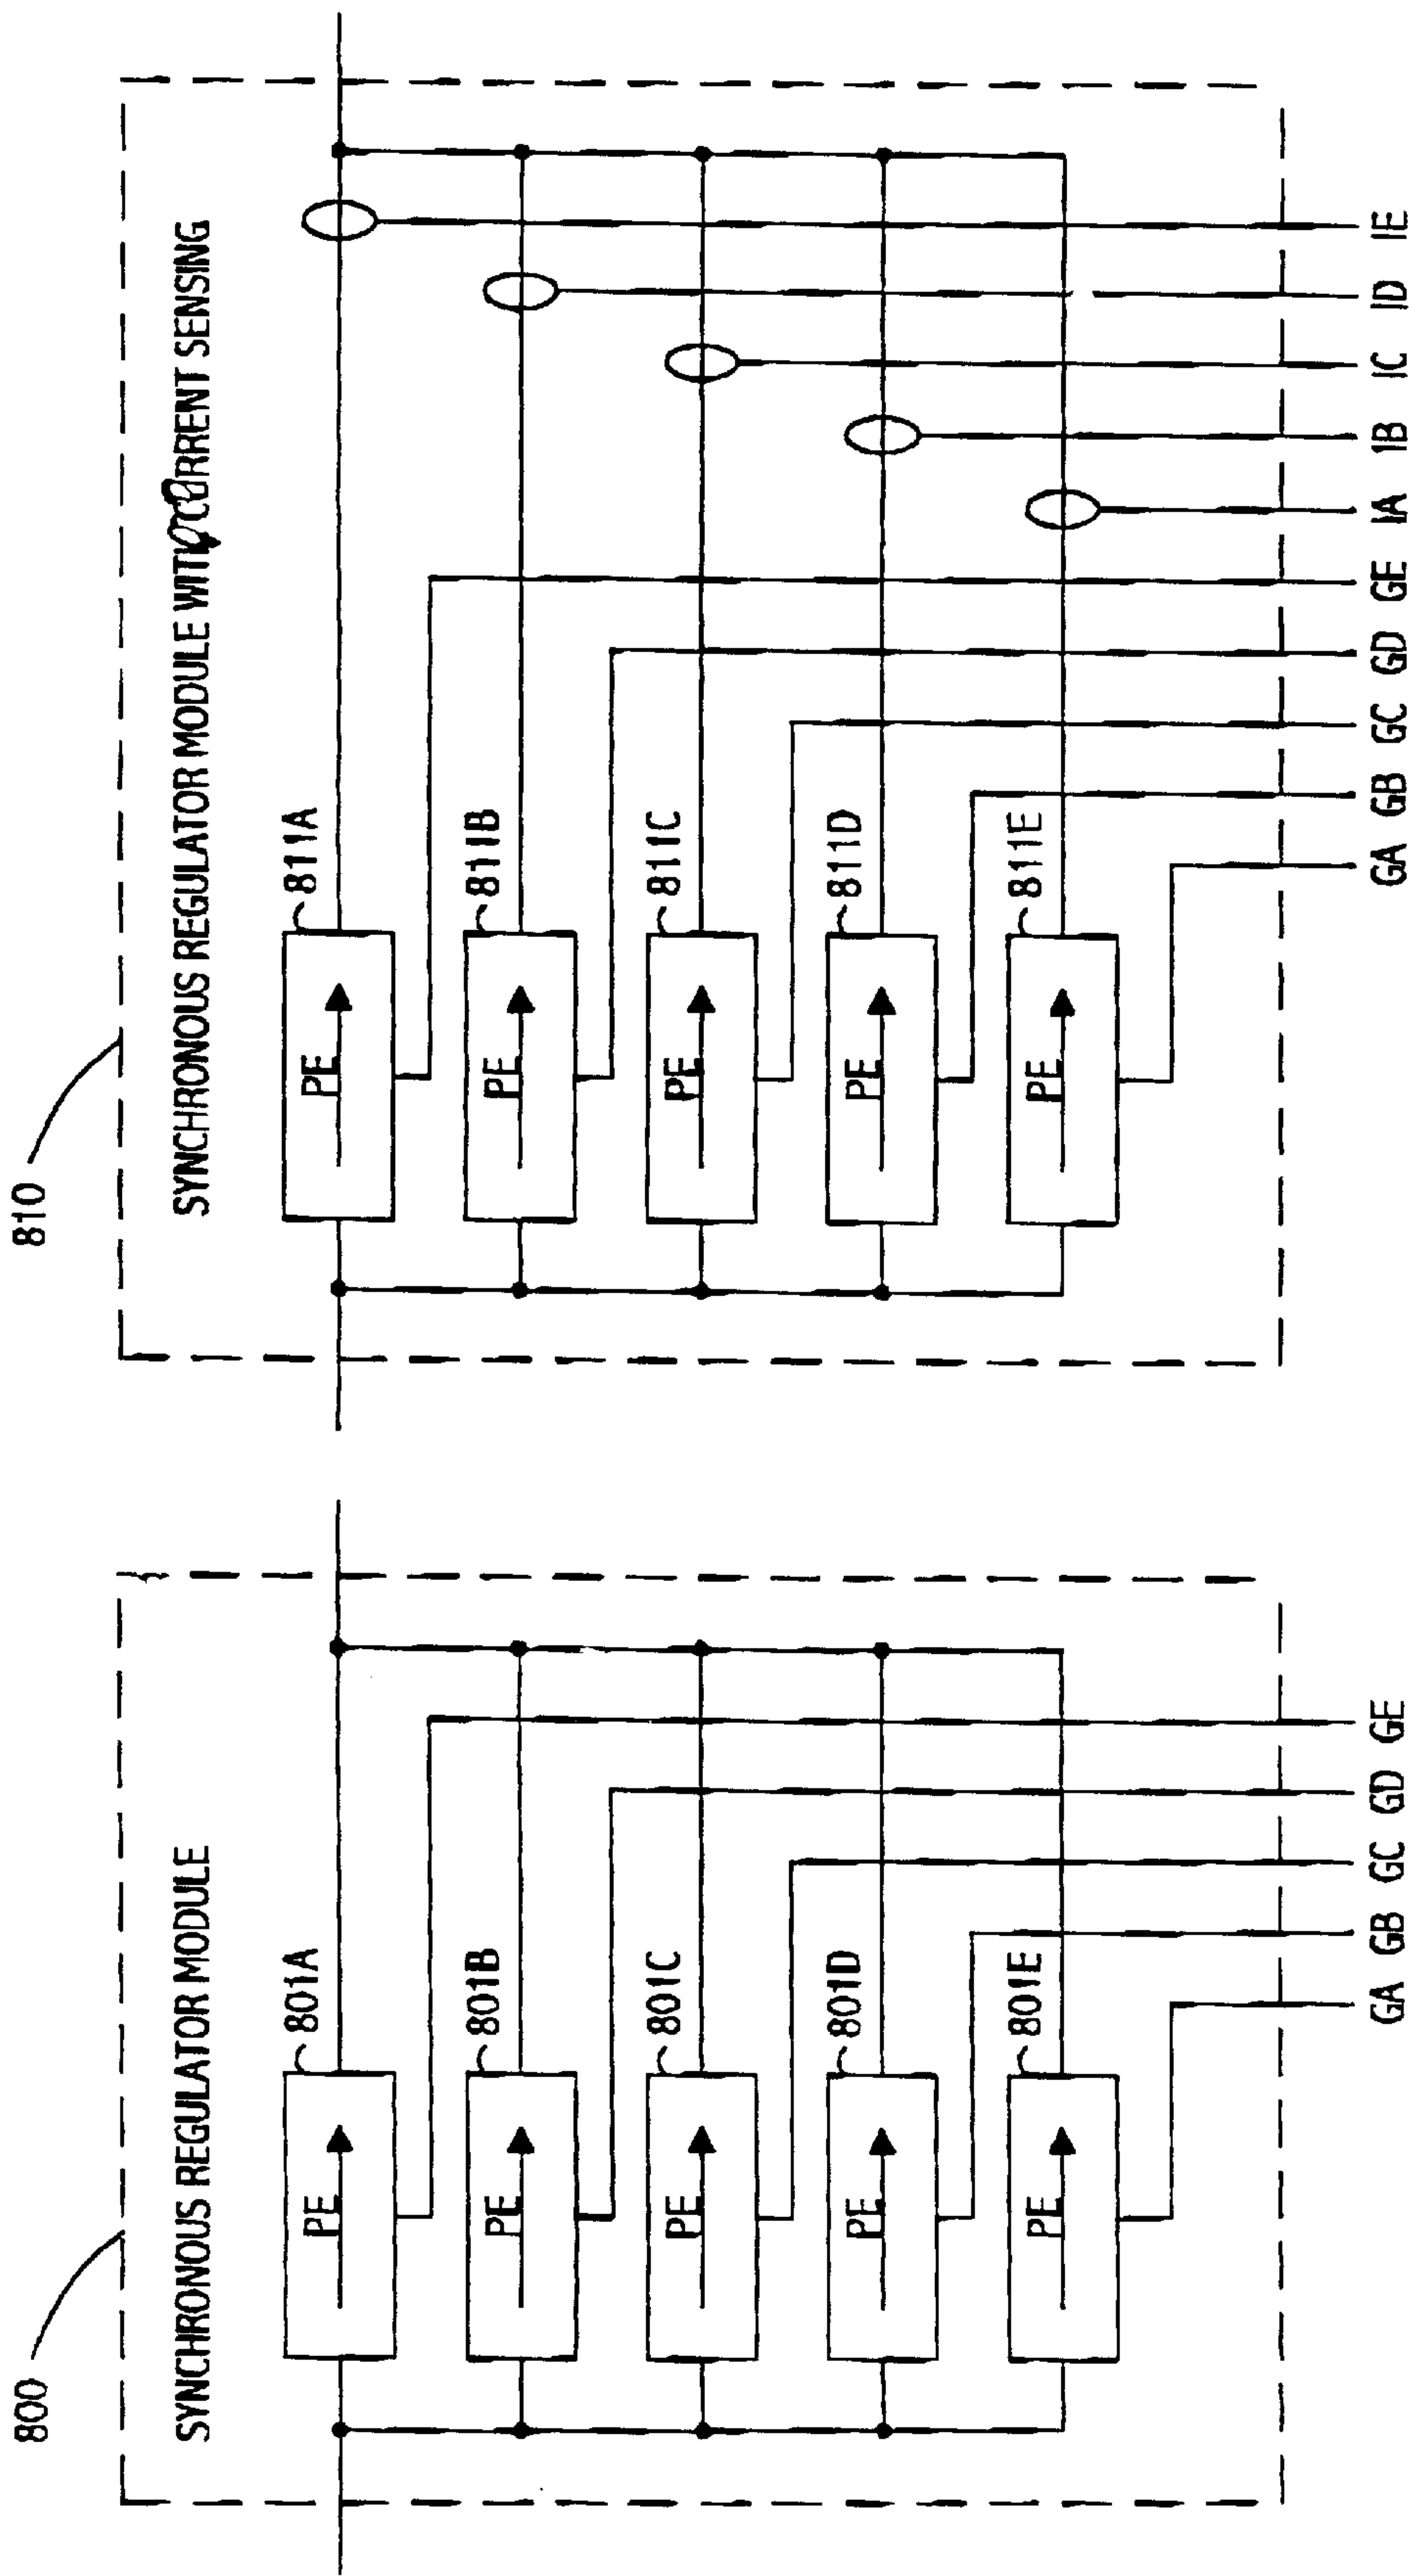 800
SYNCHRONOUS REGULATOR MODULE
801A
PE
801B
PE
801C
PE
801D
PE
801E
PE
GA GB GC GD GE
810
SYNCHRONOUS REGULATOR MODULE WITH CURRENT SENSING
811A
PE
811B
PE
811C
PE
811D
PE
811E
PE
GA GB GC GD GE IA IB IC ID IE